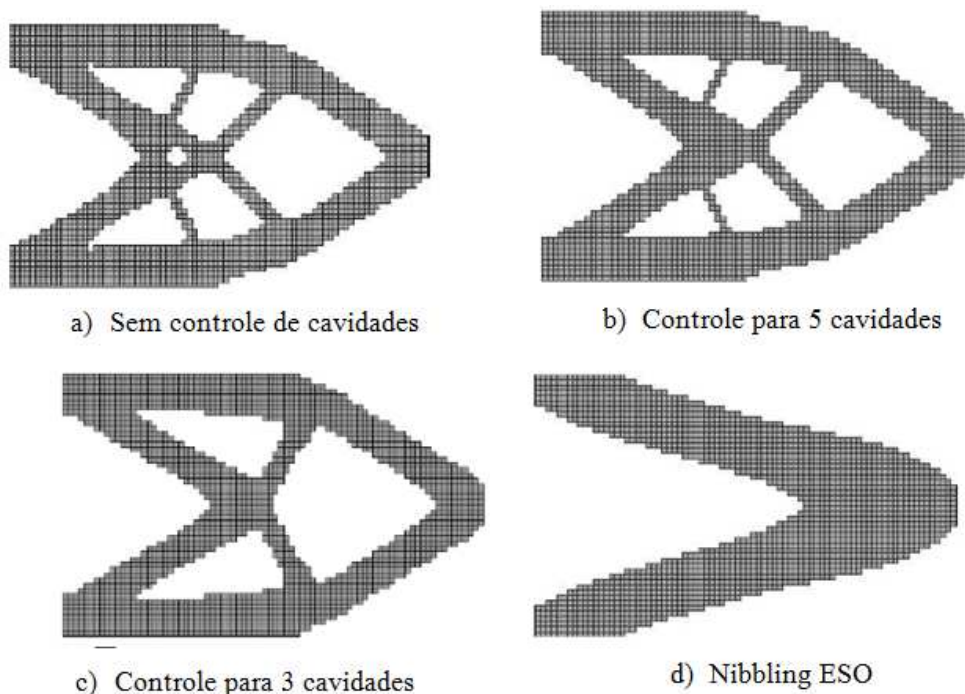 a) Sem controle de cavidades
b) Controle para 5 cavidades
c) Controle para 3 cavidades
d) Nibbling ESO